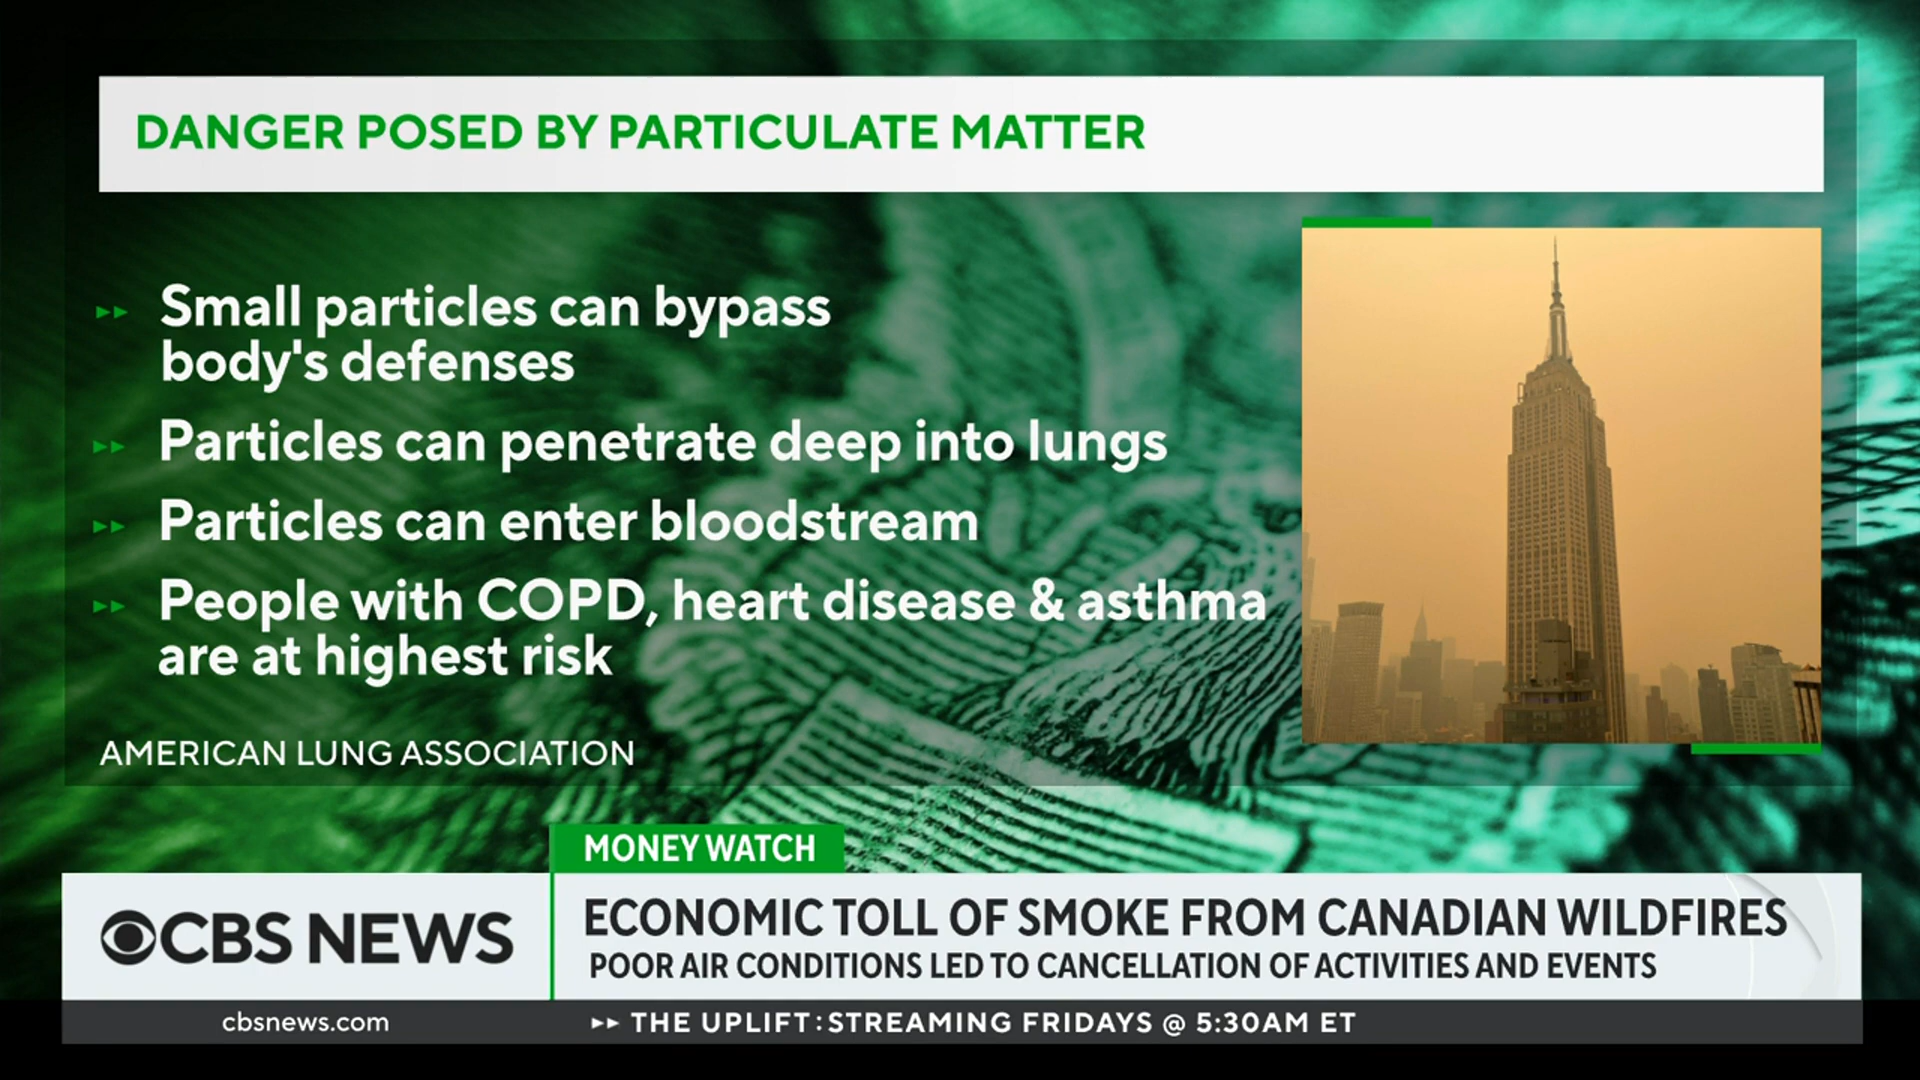 DANGER POSED BY PARTICULATE MATTER
Small particles can bypass
body's defenses
Particles can penetrate deep into lungs
Particles can enter bloodstream
People with COPD, heart disease & asthma
are at highest risk
AMERICAN LUNG ASSOCIATION
MONEY WATCH
CBS NEWS
ECONOMIC TOLL OF SMOKE FROM CANADIAN WILDFIRES
POOR AIR CONDITIONS LED TO CANCELLATION OF ACTIVITIES AND EVENTS
cbsnews.com
THE UPLIFT: STREAMING FRIDAYS @ 5:30AM ET